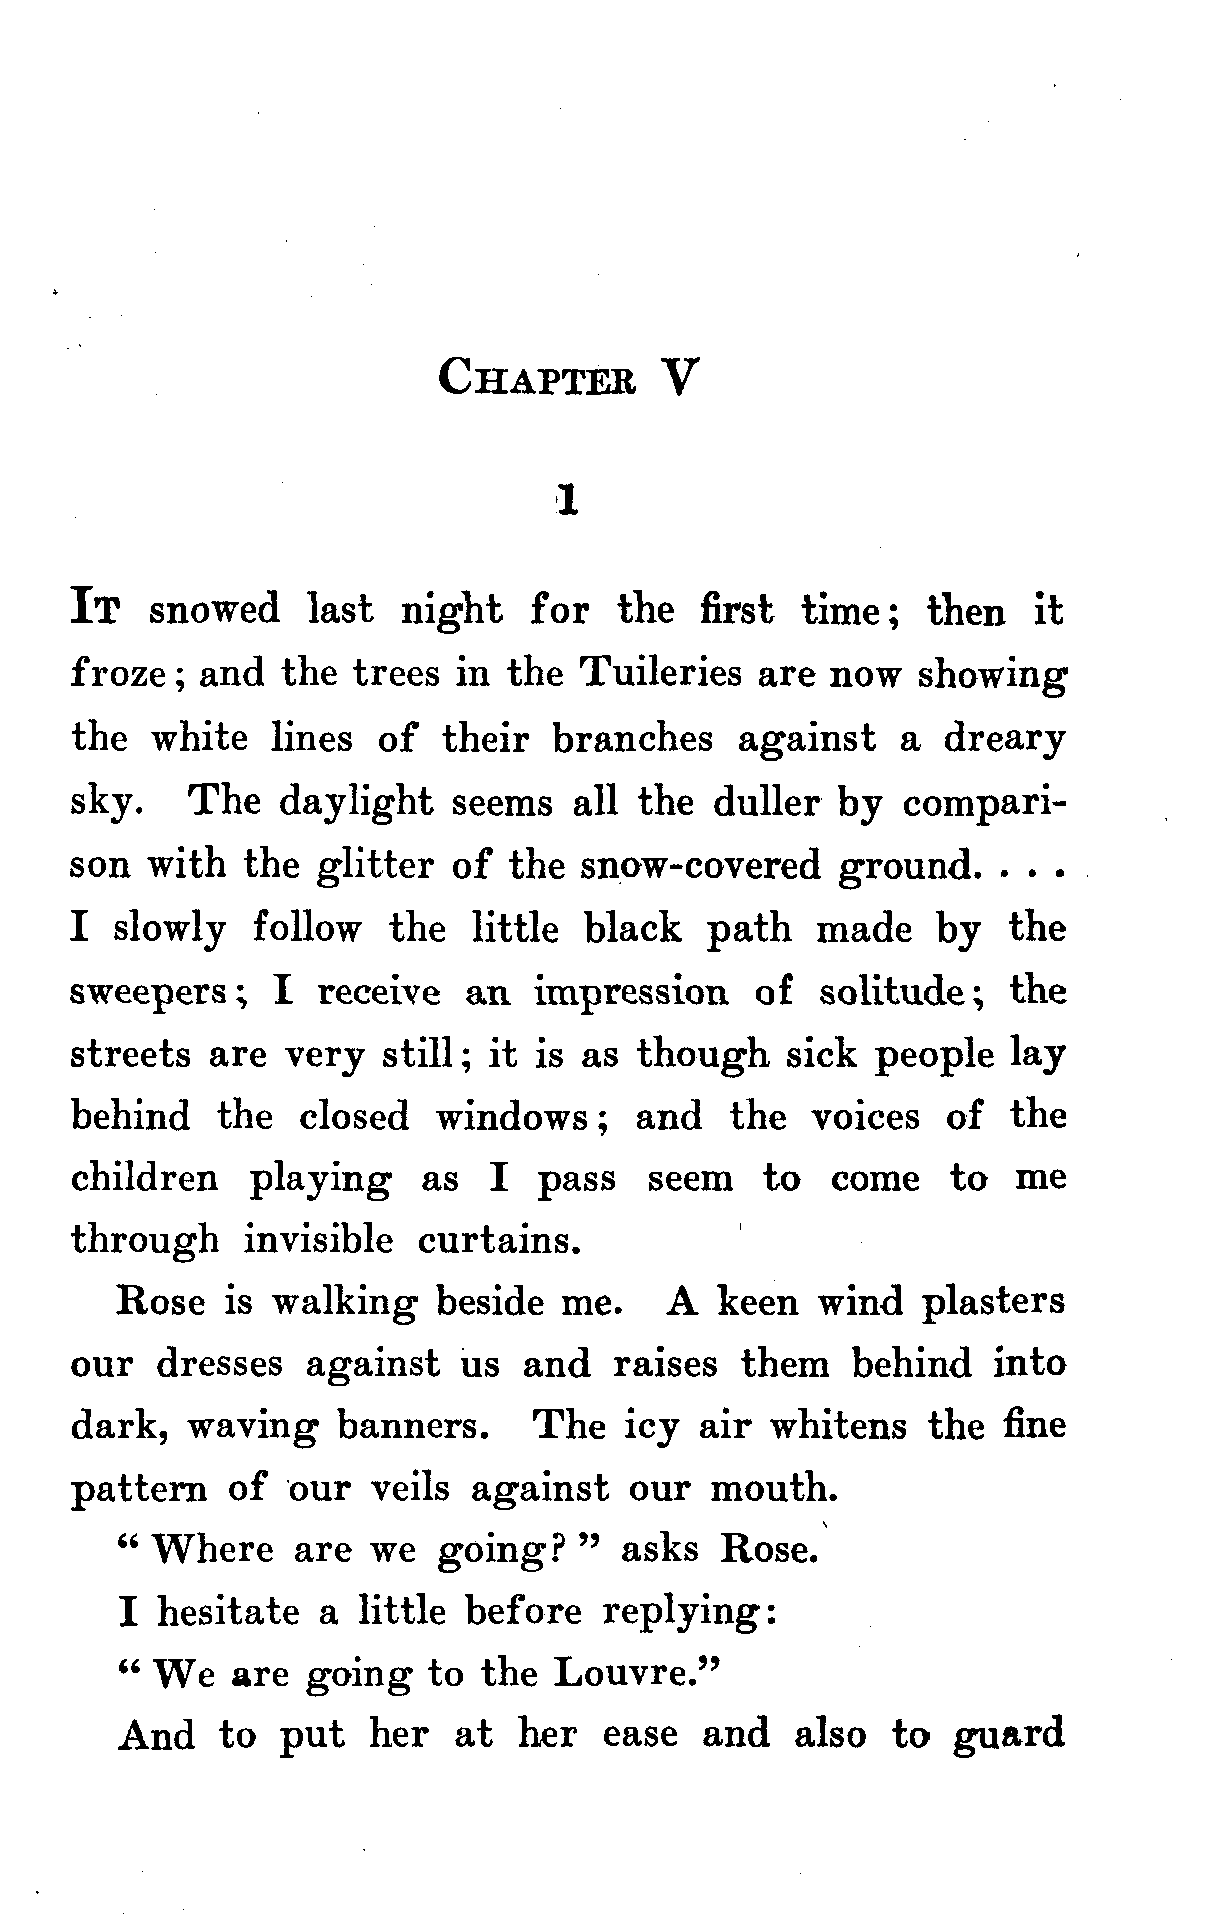 CHAPTER V
1
IT snowed last night for the first time; then it
froze; and the trees in the Tuileries are now showing
the white lines of their branches against a dreary
sky. The daylight seems all the duller by compari-
son with the glitter of the snow-covered ground. . . .
I slowly follow the little black path made by the
sweepers; I receive an impression of solitude; the
streets are very still; it is as though sick people lay
behind the closed windows; and the voices of the
children playing as I pass seem to come to me
through invisible curtains.
Rose is walking beside me. A keen wind plasters
our dresses against us and raises them behind into
dark, waving banners. The icy air whitens the fine
pattern of our veils against our mouth.
“Where are we going?” asks Rose.
I hesitate a little before replying:
“We are going to the Louvre.”
And to put her at her ease and also to guard